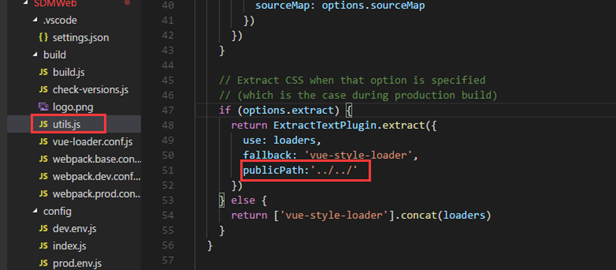 SDMWeb
.vscode
{} settings.json
build
JS build.js
JS check-versions.js
logo.png
JS utils.js
JS vue-loader.conf.js
JS webpack.base.con...
JS webpack.dev.conf...
JS webpack.prod.con...
config
JS dev.env.js
JS index.js
JS prod.env.js
40 sourceMap: options.sourceMap
41 })
42 })
43 }
44
45 // Extract CSS when that option is specified
46 // (which is the case during production build)
47 if (options.extract) {
48 return ExtractTextPlugin.extract({
49 use: loaders,
50 fallback: 'vue-style-loader',
51 publicPath:'../../'
52 })
53 } else {
54 return ['vue-style-loader'].concat(loaders)
55 }
56 }
57